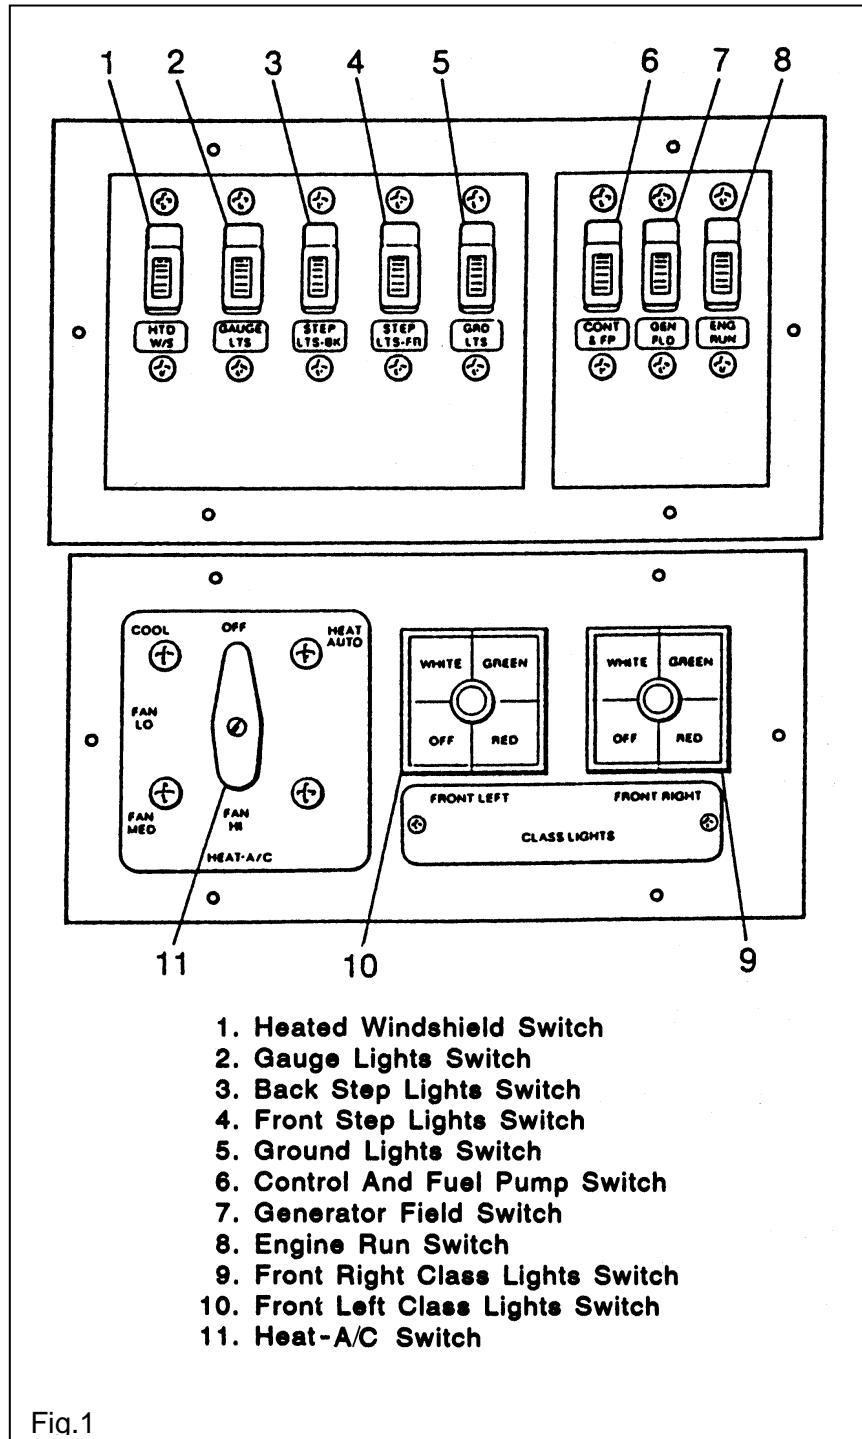 1 2 3 4 5 6 7 8
HTD W/S
GAUGE LTS
STEP LTS-BK
STEP LTS-FR
GRD LTS
CONT & FP
GEN FLD
ENG RUN
COOL
OFF
HEAT AUTO
FAN LO
FAN MED
FAN HI
HEAT-A/C
WHITE GREEN
OFF RED
WHITE GREEN
OFF RED
FRONT LEFT FRONT RIGHT
CLASS LIGHTS
11 10 9
1. Heated Windshield Switch
2. Gauge Lights Switch
3. Back Step Lights Switch
4. Front Step Lights Switch
5. Ground Lights Switch
6. Control And Fuel Pump Switch
7. Generator Field Switch
8. Engine Run Switch
9. Front Right Class Lights Switch
10. Front Left Class Lights Switch
11. Heat-A/C Switch
Fig.1